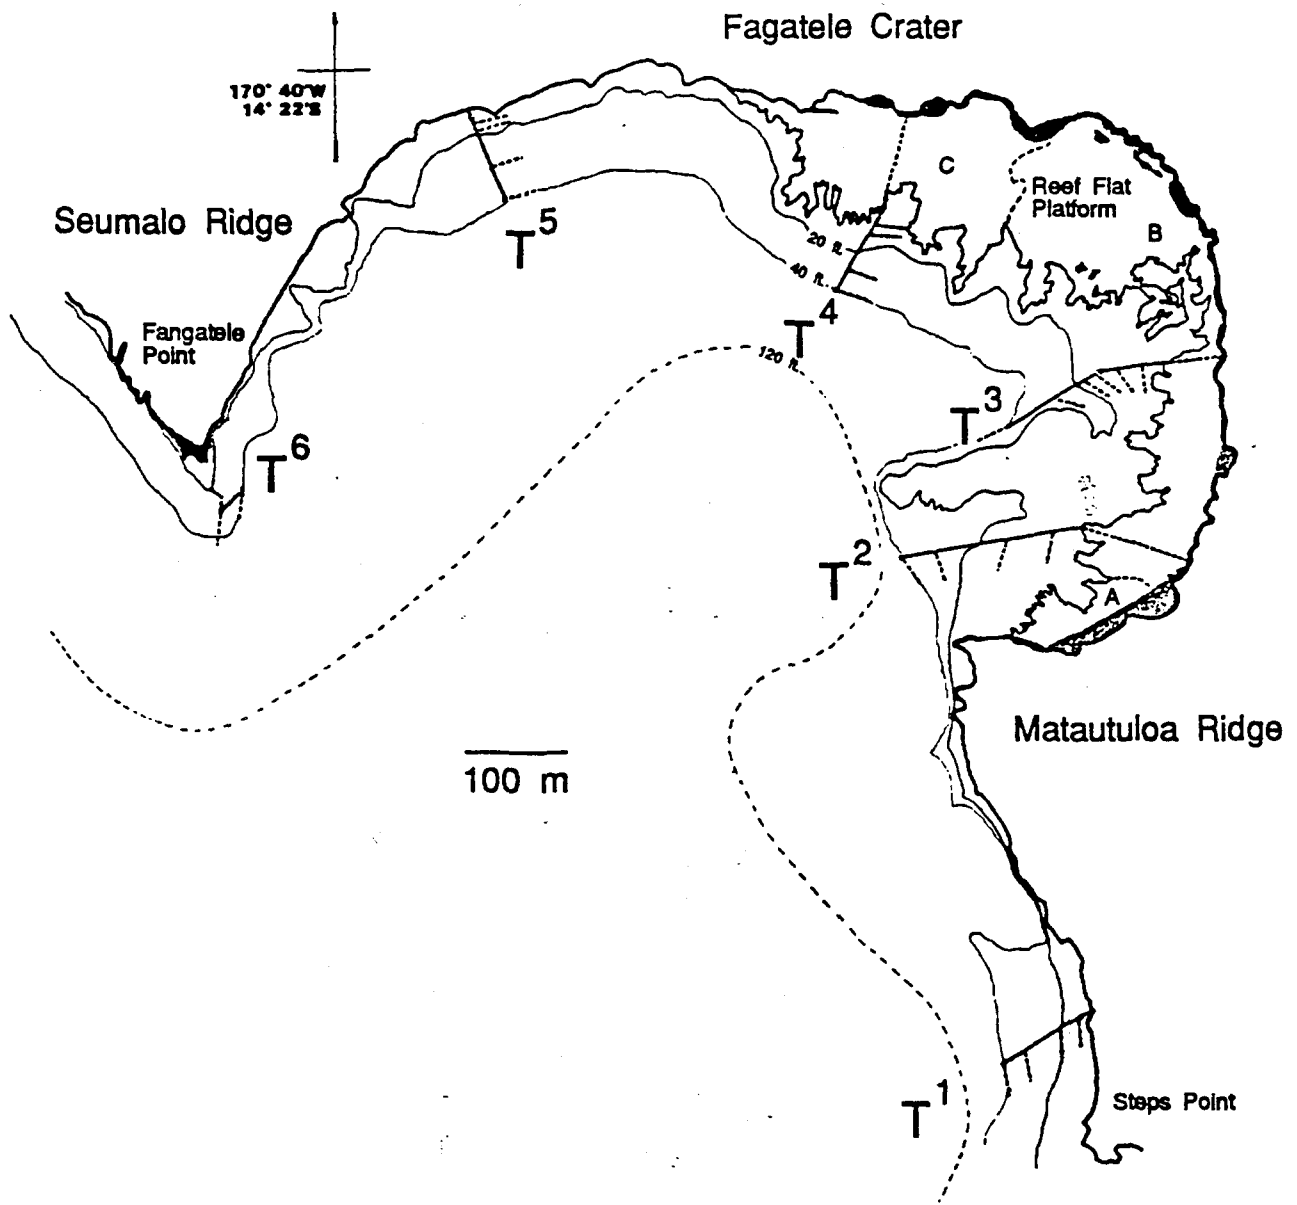 Fagatele Crater
170° 40'W
14° 22'S
C
Reef Flat
Platform
B
Seumalo Ridge
T5
20 ft.
40 ft.
T4
Fangatele
Point
120 ft.
T3
T6
T2
A
Matautuloa Ridge
100 m
T1
Steps Point